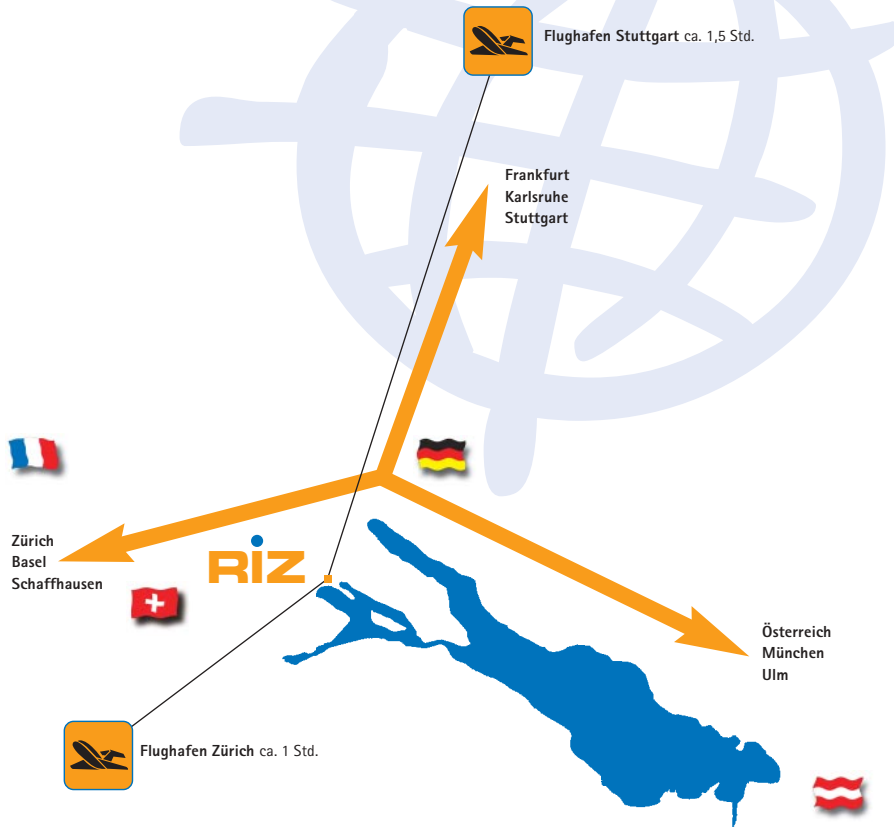 Flughafen Stuttgart ca. 1,5 Std.
Frankfurt
Karlsruhe
Stuttgart
Zürich
Basel
Schaffhausen
RiZ
Österreich
München
Ulm
Flughafen Zürich ca. 1 Std.